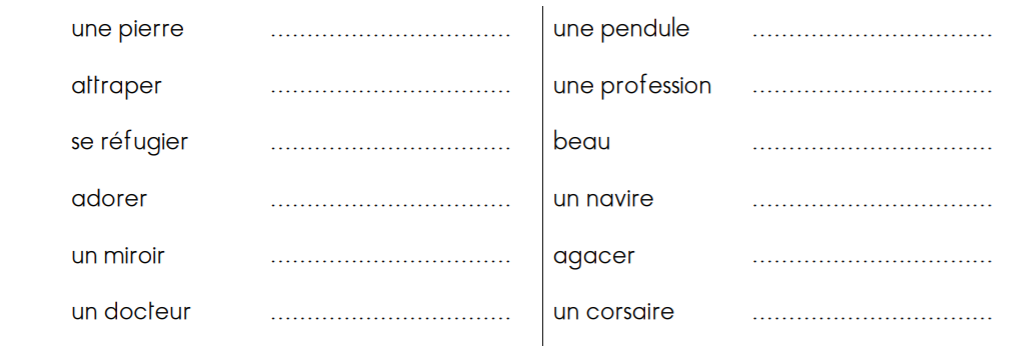 une pierre ................................. une pendule .................................
attraper ................................. une profession .................................
se réfugier ................................. beau .................................
adorer ................................. un navire .................................
un miroir ................................. agacer .................................
un docteur ................................. un corsaire .................................